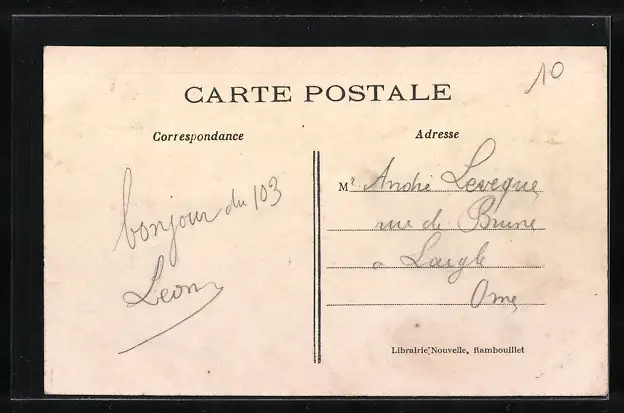 10
CARTE POSTALE
Correspondance
Adresse
bonjour du 103
Leon
M^r André Leveque
rue de Brune
a Laigle
Orne
Librairie Nouvelle, Rambouillet